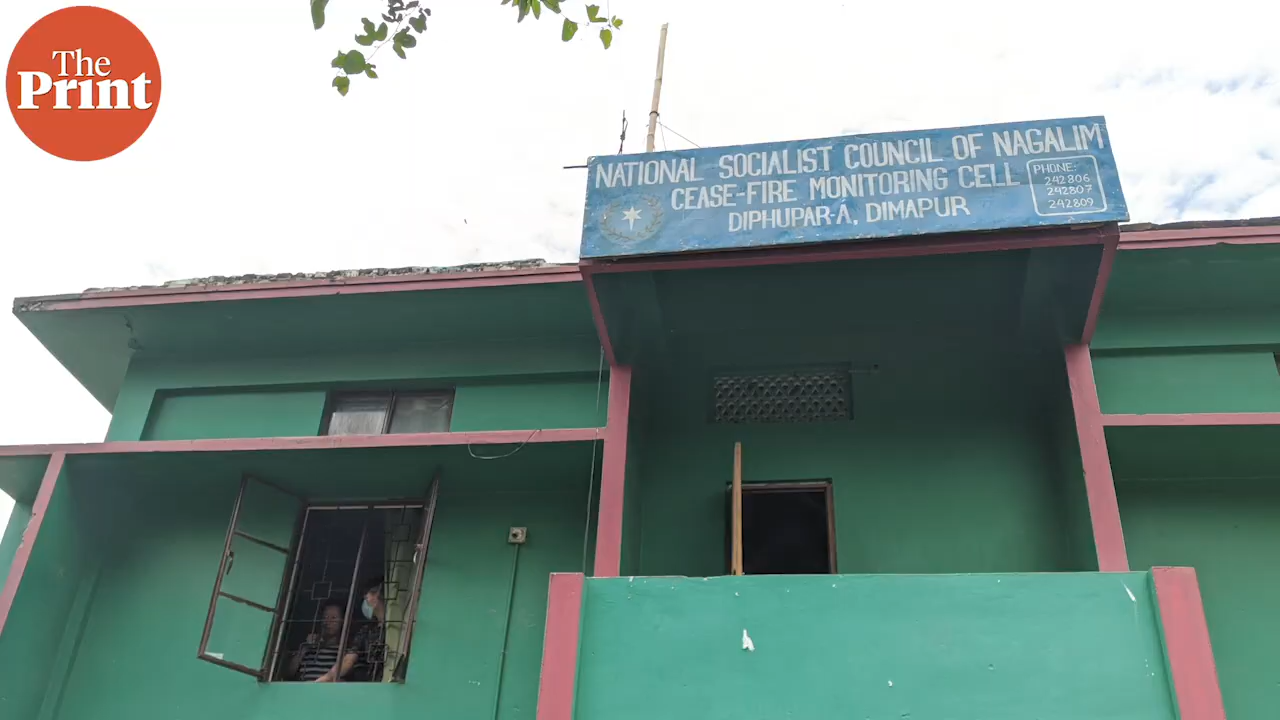 The
Print
NATIONAL SOCIALIST COUNCIL OF NAGALIM
CEASE-FIRE MONITORING CELL
DIPHUPAR-A, DIMAPUR
PHONE:
242806
242807
242809